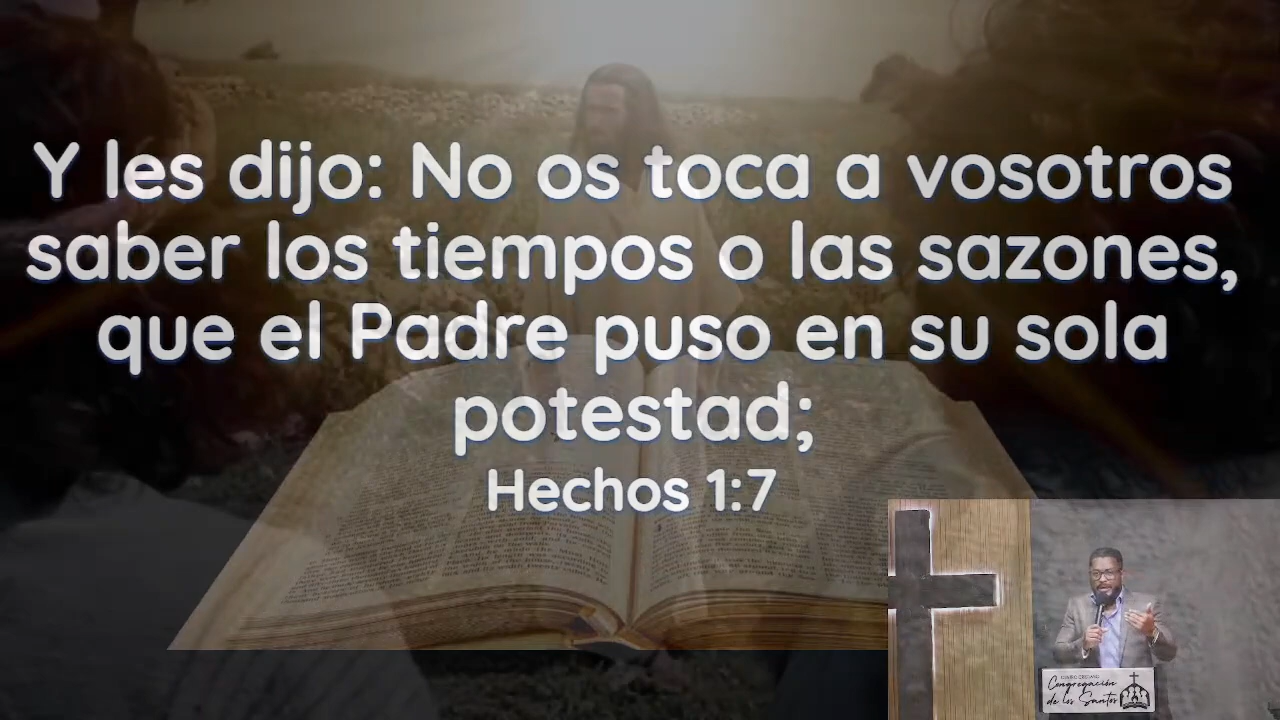 Y les dijo: No os toca a vosotros
saber los tiempos o las sazones,
que el Padre puso en su sola
potestad;
Hechos 1:7
Congregación
de los Santos